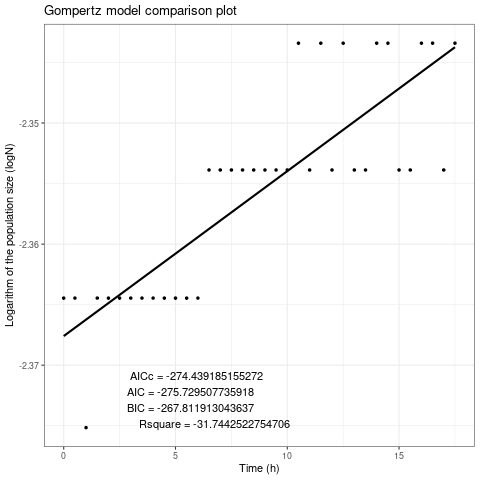 Gompertz model comparison plot
Logarithm of the population size (logN)
-2.35
-2.36
-2.37
AICc = -274.439185155272
AIC = -275.729507735918
BIC = -267.811913043637
Rsquare = -31.7442522754706
0 5 10 15
Time (h)